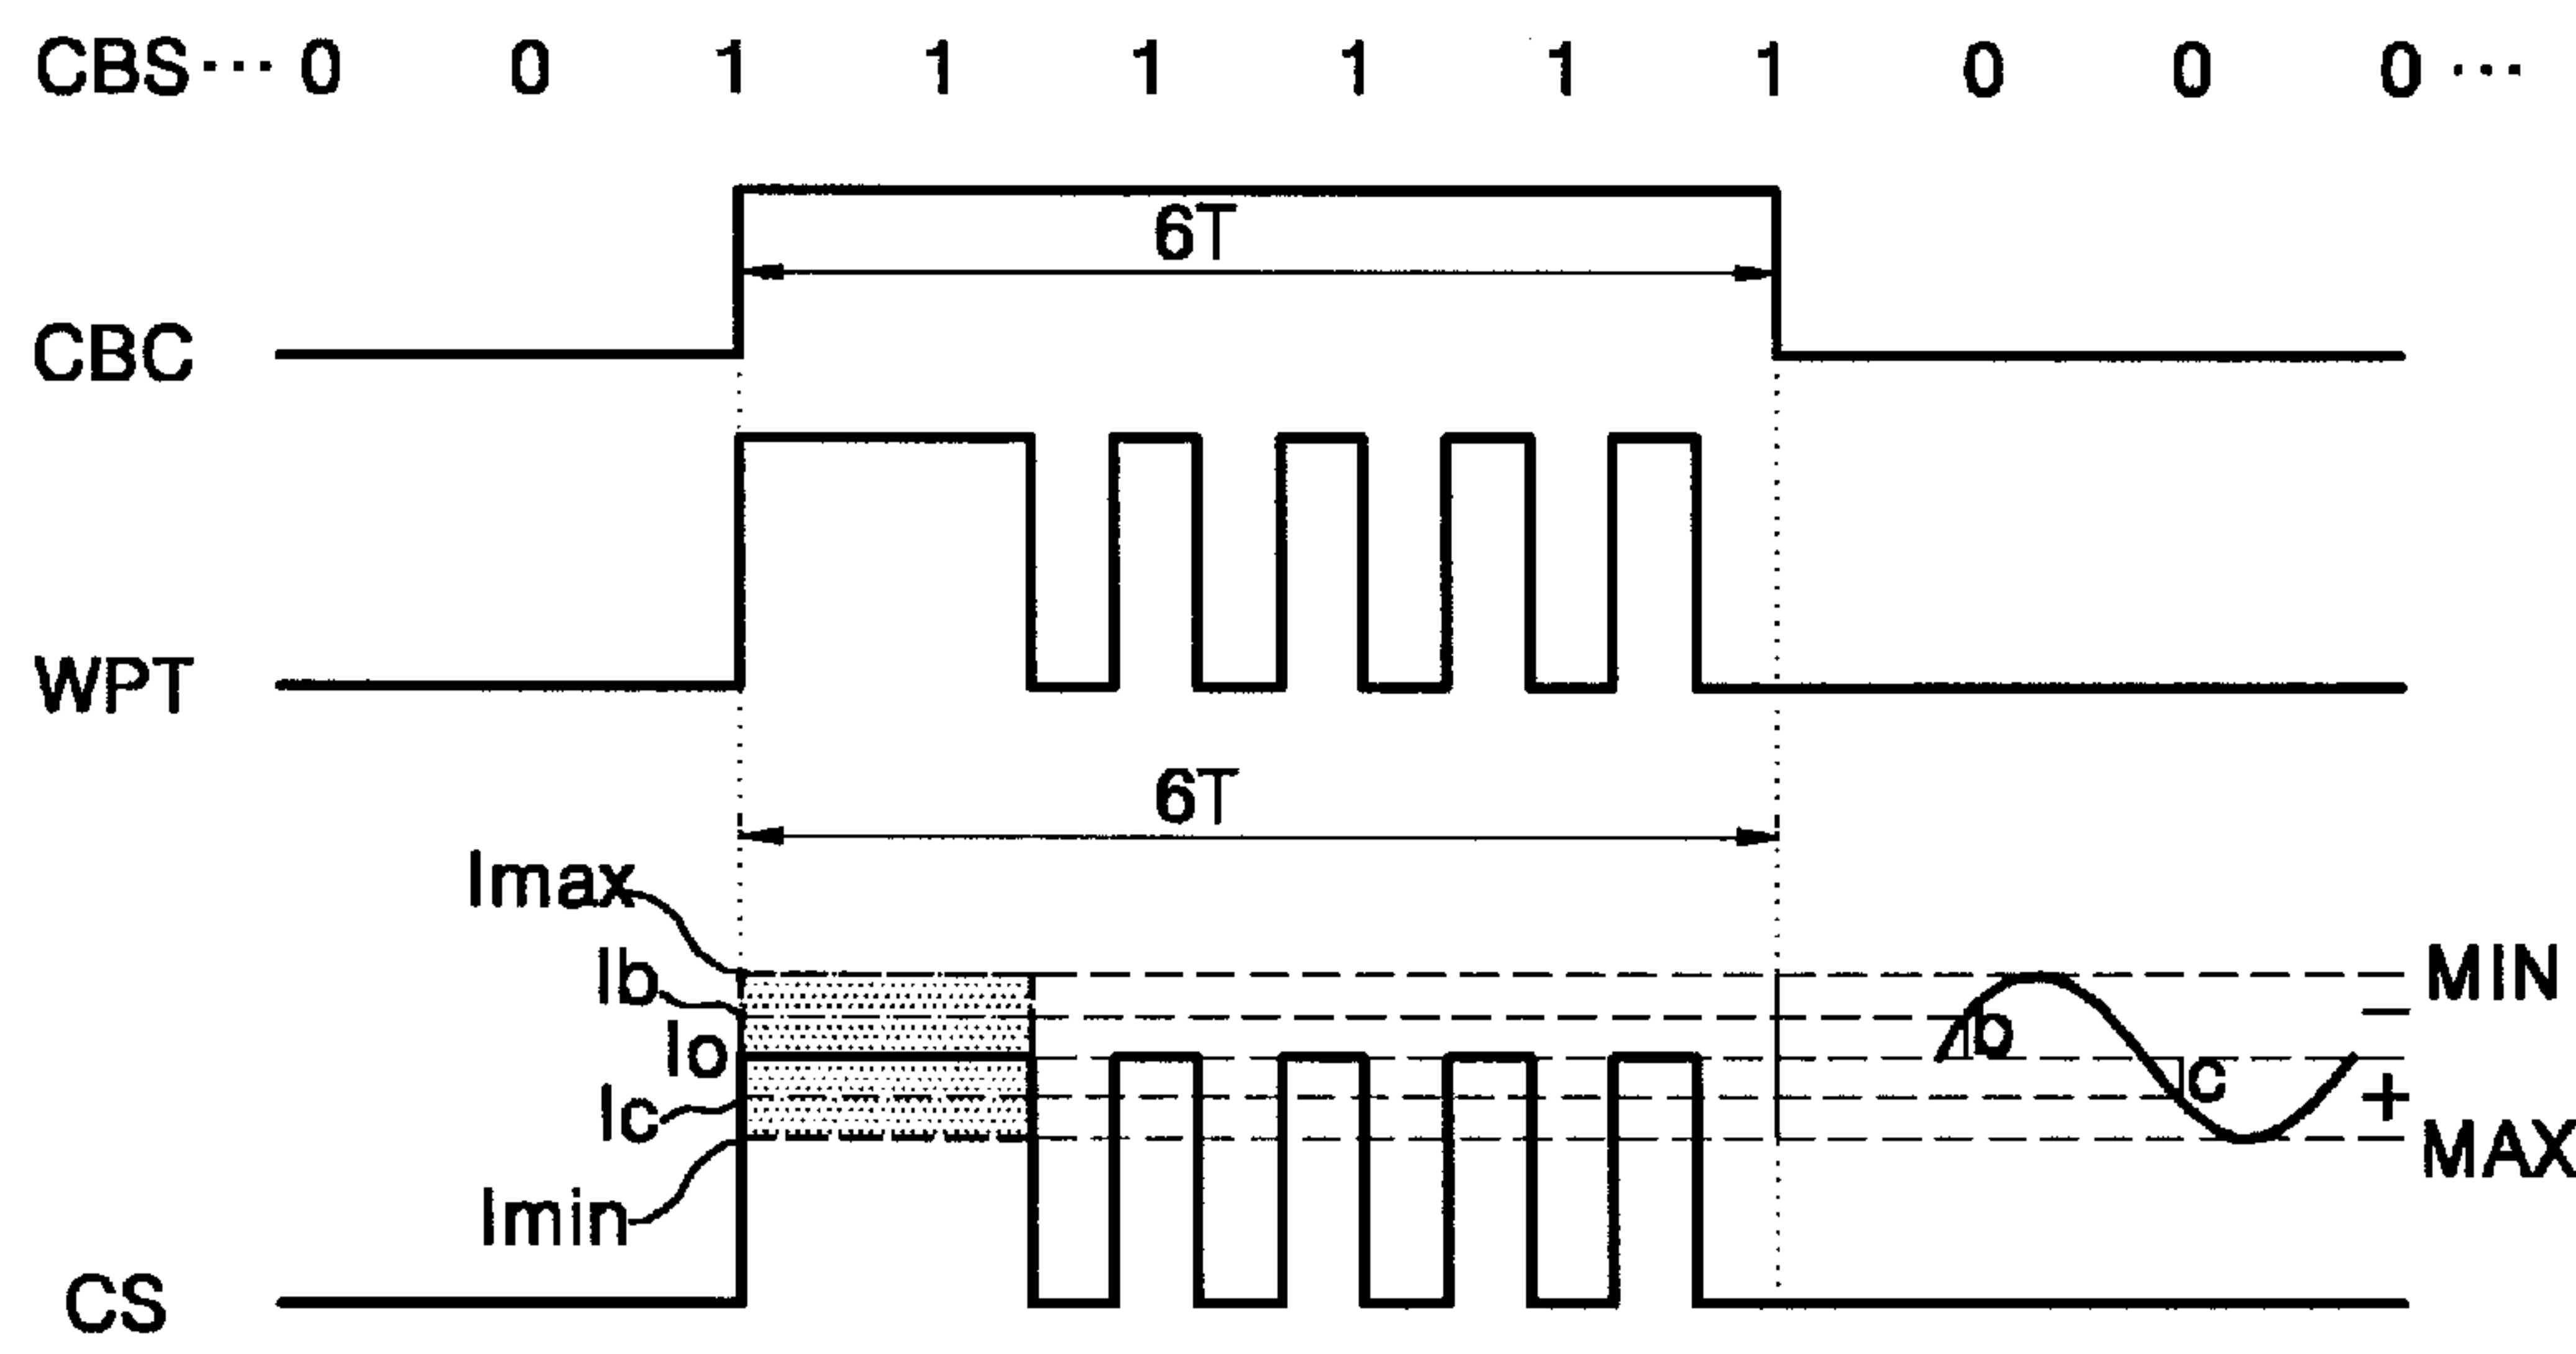 CBS ··· 0 0 1 1 1 1 1 1 0 0 0 ···
6T
CBC
WPT
6T
Imax
Ib
Io
Ic
Imin
b
c
MIN
−
+
MAX
CS